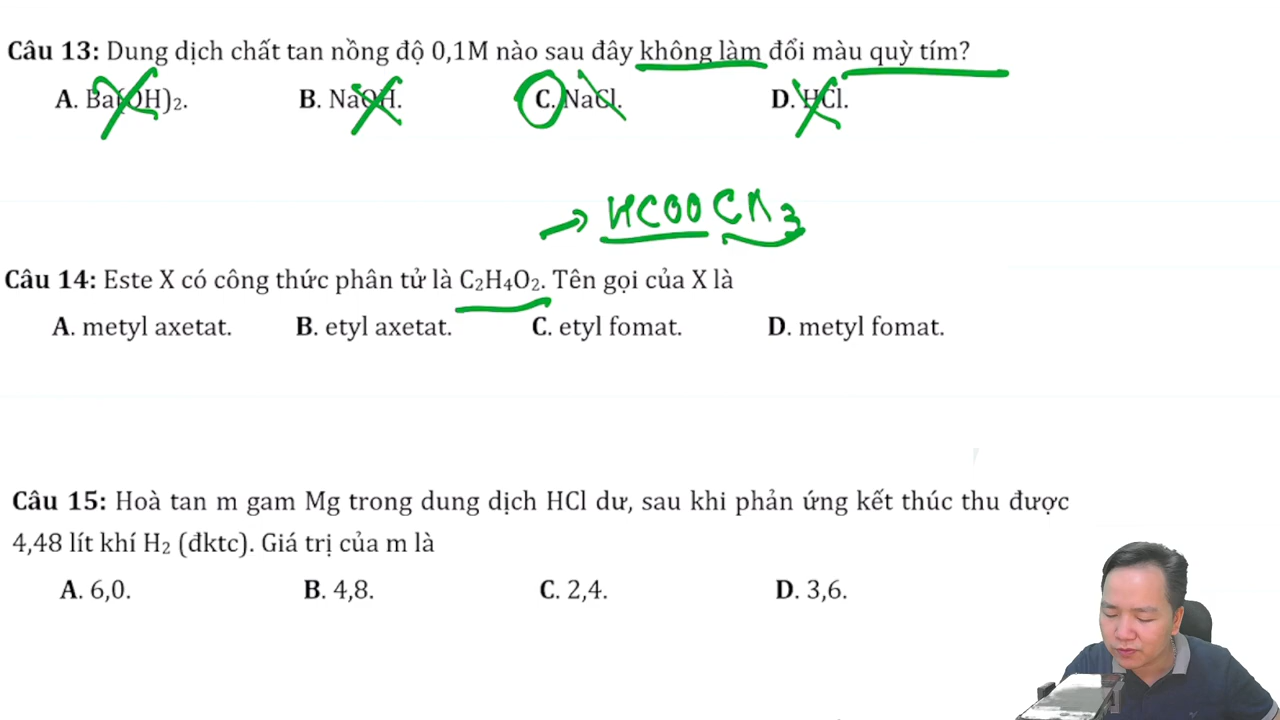 Câu 13: Dung dịch chất tan nồng độ 0,1M nào sau đây không làm đổi màu quỳ tím?
A. Ba(OH)₂. B. NaOH. C. NaCl. D. HCl.
→ HCOOCH₃
Câu 14: Este X có công thức phân tử là C₂H₄O₂. Tên gọi của X là
A. metyl axetat. B. etyl axetat. C. etyl fomat. D. metyl fomat.
Câu 15: Hoà tan m gam Mg trong dung dịch HCl dư, sau khi phản ứng kết thúc thu được
4,48 lít khí H₂ (đktc). Giá trị của m là
A. 6,0. B. 4,8. C. 2,4. D. 3,6.